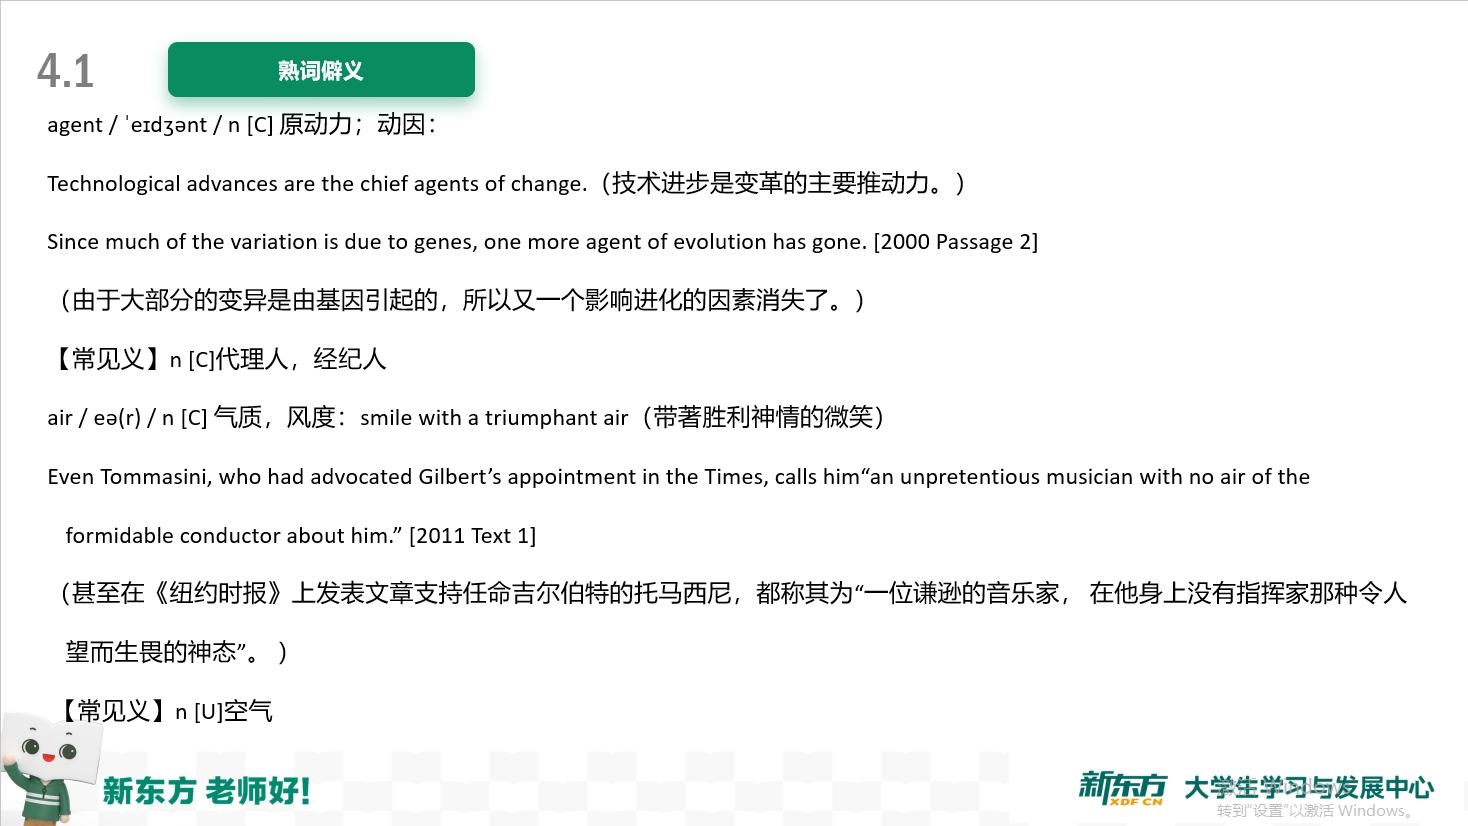 4.1
熟词僻义
agent / ˈeɪdʒənt / n [C] 原动力；动因：
Technological advances are the chief agents of change.（技术进步是变革的主要推动力。）
Since much of the variation is due to genes, one more agent of evolution has gone. [2000 Passage 2]
（由于大部分的变异是由基因引起的，所以又一个影响进化的因素消失了。）
【常见义】n [C]代理人，经纪人
air / eə(r) / n [C] 气质，风度：smile with a triumphant air（带著胜利神情的微笑）
Even Tommasini, who had advocated Gilbert’s appointment in the Times, calls him“an unpretentious musician with no air of the
formidable conductor about him.” [2011 Text 1]
（甚至在《纽约时报》上发表文章支持任命吉尔伯特的托马西尼，都称其为“一位谦逊的音乐家， 在他身上没有指挥家那种令人
望而生畏的神态”。 ）
【常见义】n [U]空气
新东方 老师好！
新东方 XDF.CN 大学生学习与发展中心
激活 Windows
转到“设置”以激活 Windows。